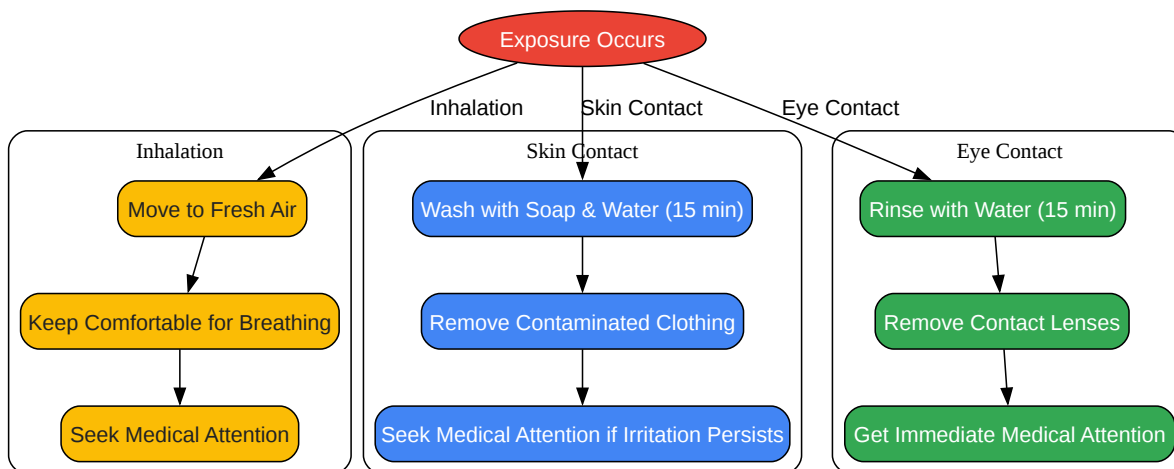 Exposure Occurs
Inhalation
Skin Contact
Eye Contact
Inhalation
Skin Contact
Eye Contact
Move to Fresh Air
Wash with Soap & Water (15 min)
Rinse with Water (15 min)
Keep Comfortable for Breathing
Remove Contaminated Clothing
Remove Contact Lenses
Seek Medical Attention
Seek Medical Attention if Irritation Persists
Get Immediate Medical Attention